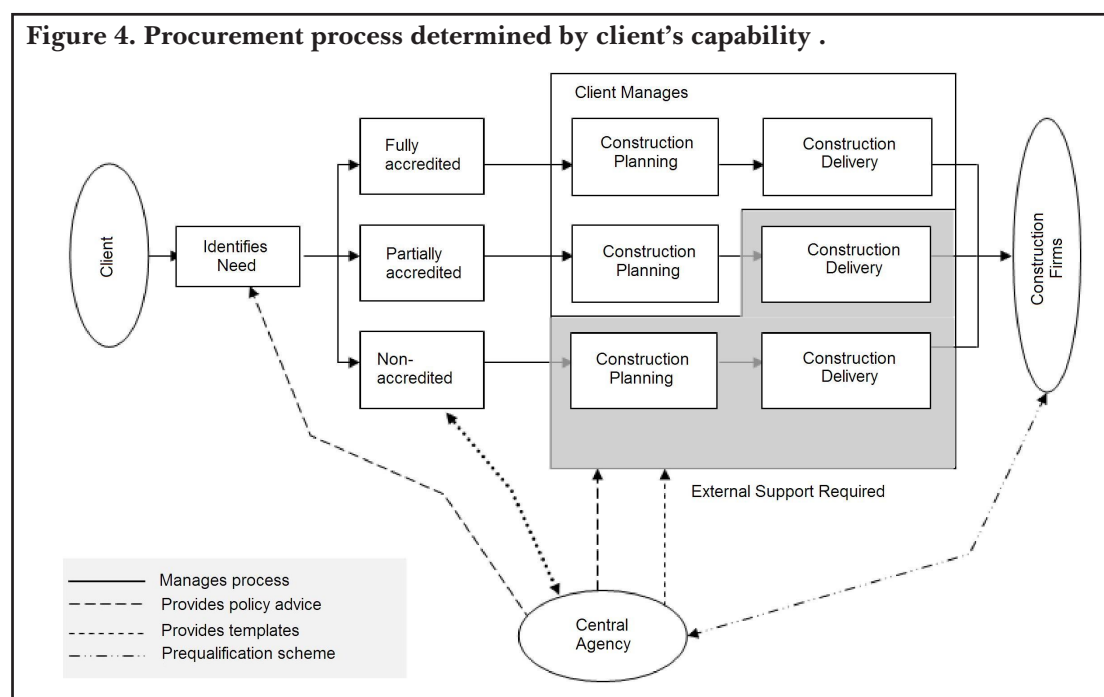 Figure 4. Procurement process determined by client's capability .
Client Manages
Fully
accredited
Construction
Planning
Construction
Delivery
Client
Identifies
Need
Partially
accredited
Construction
Planning
Construction
Delivery
Construction
Firms
Non-
accredited
Construction
Planning
Construction
Delivery
External Support Required
Manages process
Provides policy advice
Provides templates
Prequalification scheme
Central
Agency